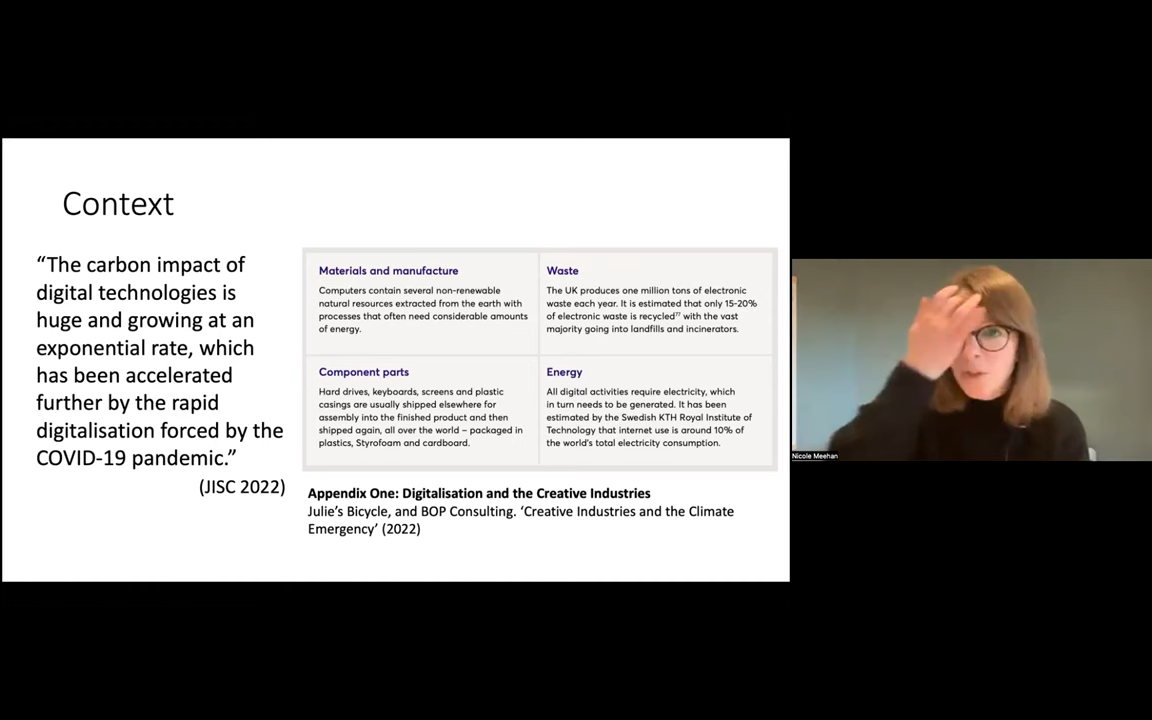 Context
“The carbon impact of
digital technologies is
huge and growing at an
exponential rate, which
has been accelerated
further by the rapid
digitalisation forced by the
COVID-19 pandemic.”
(JISC 2022)
Materials and manufacture
Computers contain several non-renewable
natural resources extracted from the earth with
processes that often need considerable amounts
of energy.
Waste
The UK produces one million tons of electronic
waste each year. It is estimated that only 15-20%
of electronic waste is recycled⁷⁷ with the vast
majority going into landfills and incinerators.
Component parts
Hard drives, keyboards, screens and plastic
casings are usually shipped elsewhere for
assembly into the finished product and then
shipped again, all over the world – packaged in
plastics, Styrofoam and cardboard.
Energy
All digital activities require electricity, which
in turn needs to be generated. It has been
estimated by the Swedish KTH Royal Institute of
Technology that internet use is around 10% of
the world’s total electricity consumption.
Appendix One: Digitalisation and the Creative Industries
Julie’s Bicycle, and BOP Consulting. ‘Creative Industries and the Climate
Emergency’ (2022)
Nicole Meehan